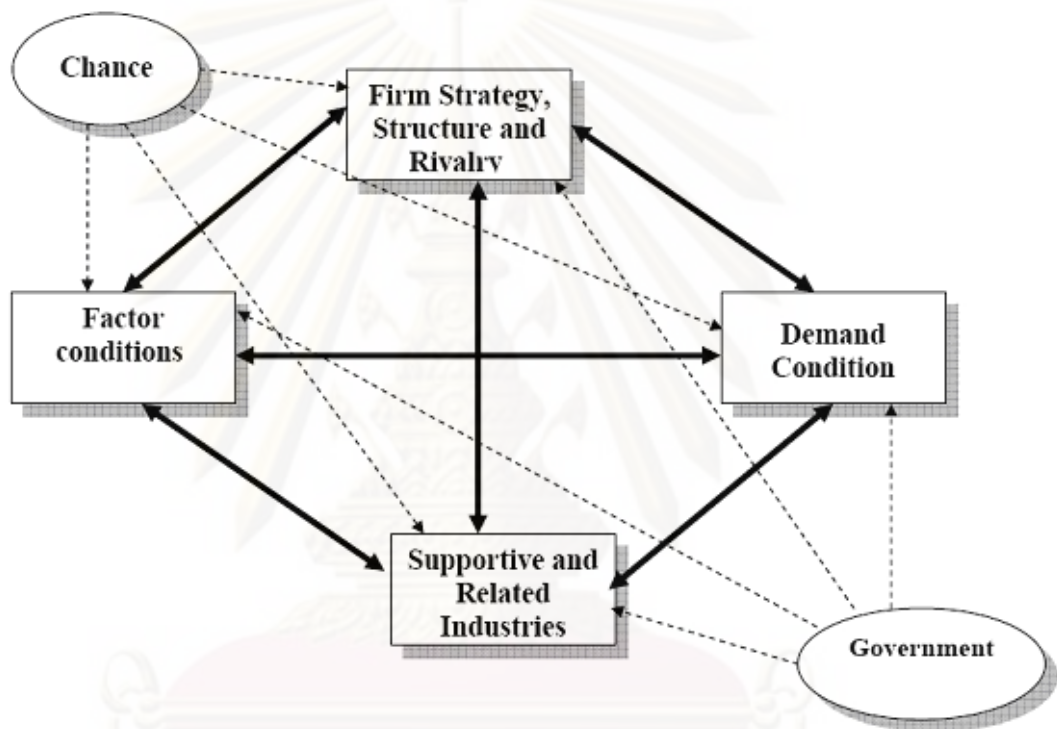 Chance
Firm Strategy,
Structure and
Rivalry
Factor
conditions
Demand
Condition
Supportive and
Related
Industries
Government